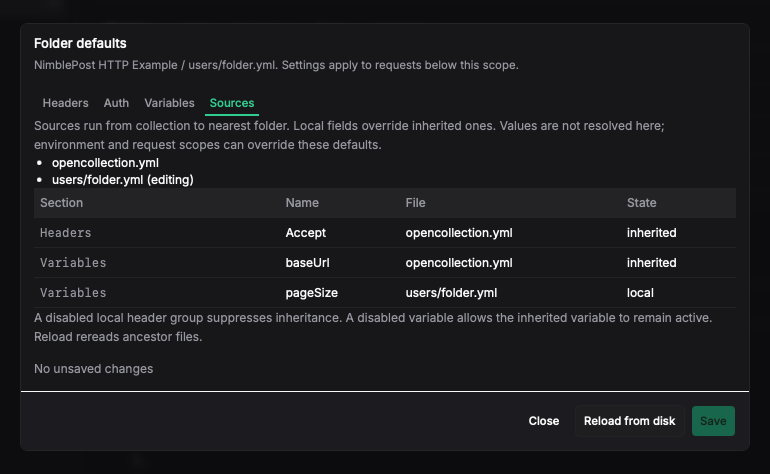 Folder defaults
NimblePost HTTP Example / users/folder.yml. Settings apply to requests below this scope.
Headers Auth Variables Sources
Sources run from collection to nearest folder. Local fields override inherited ones. Values are not resolved here;
environment and request scopes can override these defaults.
• opencollection.yml
• users/folder.yml (editing)
Section Name File State
Headers Accept opencollection.yml inherited
Variables baseUrl opencollection.yml inherited
Variables pageSize users/folder.yml local
A disabled local header group suppresses inheritance. A disabled variable allows the inherited variable to remain active.
Reload rereads ancestor files.
No unsaved changes
Close Reload from disk Save